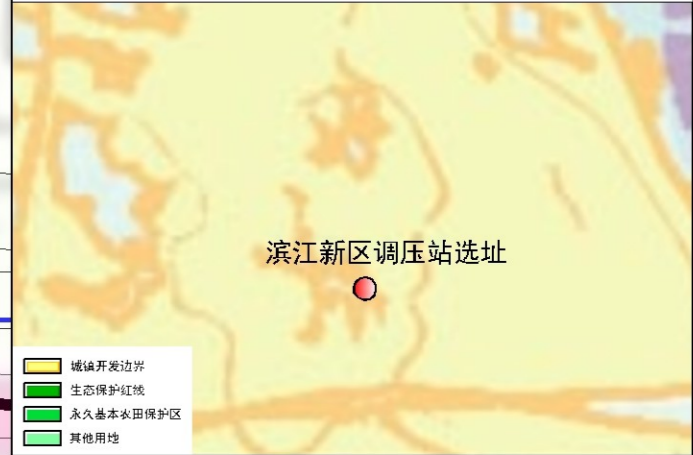 滨江新区调压站选址
城镇开发边界
生态保护红线
永久基本农田保护区
其他用地